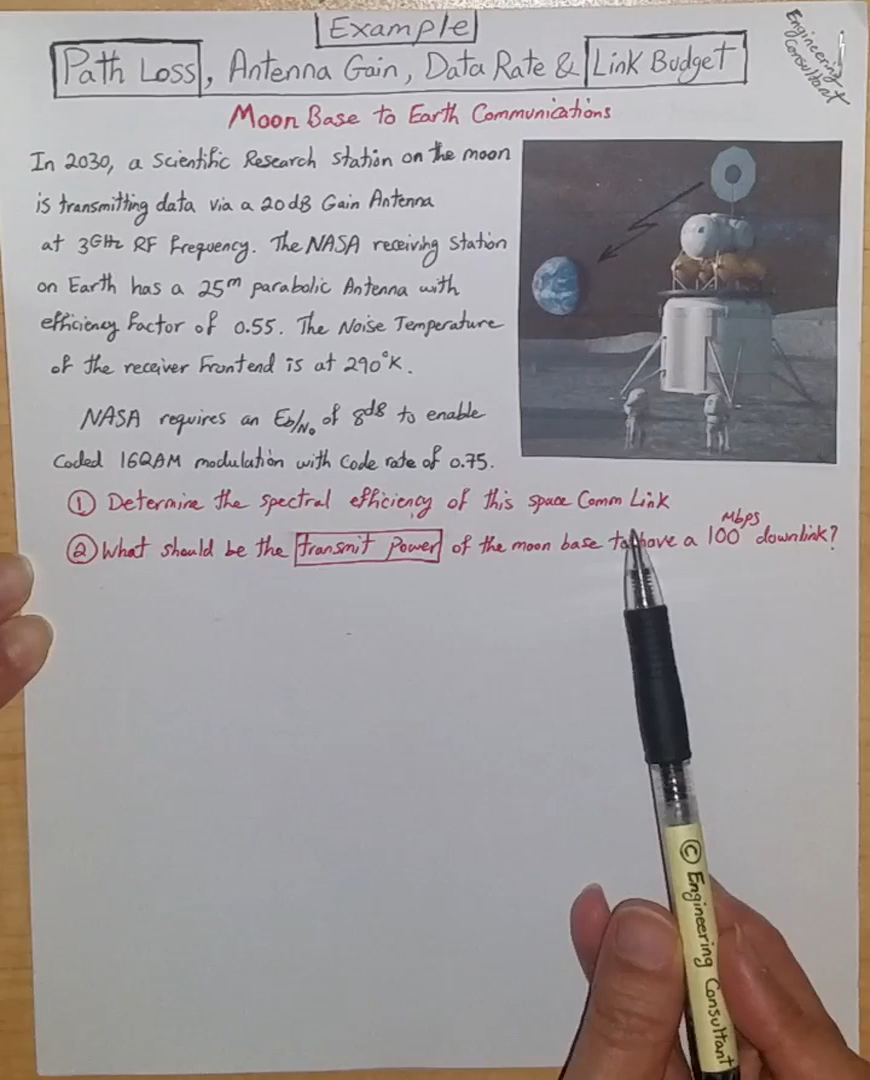 Example
Path Loss, Antenna Gain, Data Rate & Link Budget
Engineering Consultant
Moon Base to Earth Communications
In 2030, a Scientific Research Station on the moon
is transmitting data via a 20dB Gain Antenna
at 3GHz RF frequency. The NASA receiving station
on Earth has a 25m parabolic Antenna with
efficiency factor of 0.55. The Noise Temperature
of the receiver Frontend is at 290°K.
NASA requires an Eb/No of 8dB to enable
Coded 16QAM modulation with Code rate of 0.75.
① Determine the spectral efficiency of this space Comm Link
② What should be the transmit power of the moon base to have a 100 Mbps downlink?
© Engineering Consultant